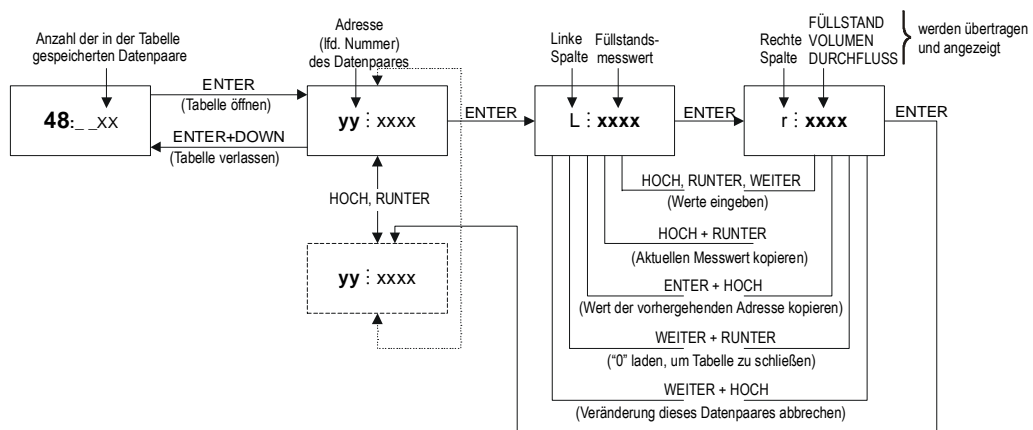 Anzahl der in der Tabelle
gespeicherten Datenpaare
Adresse
(lfd. Nummer)
des Datenpaares
Linke
Spalte
Füllstands-
messwert
Rechte
Spalte
FÜLLSTAND
VOLUMEN
DURCHFLUSS
werden übertragen
und angezeigt
48:_ _xx
ENTER
(Tabelle öffnen)
ENTER+DOWN
(Tabelle verlassen)
yy : xxxx
ENTER
L : xxxx
ENTER
r : xxxx
ENTER
HOCH, RUNTER
yy : xxxx
HOCH, RUNTER, WEITER
(Werte eingeben)
HOCH + RUNTER
(Aktuellen Messwert kopieren)
ENTER + HOCH
(Wert der vorhergehenden Adresse kopieren)
WEITER + RUNTER
("0" laden, um Tabelle zu schließen)
WEITER + HOCH
(Veränderung dieses Datenpaares abbrechen)